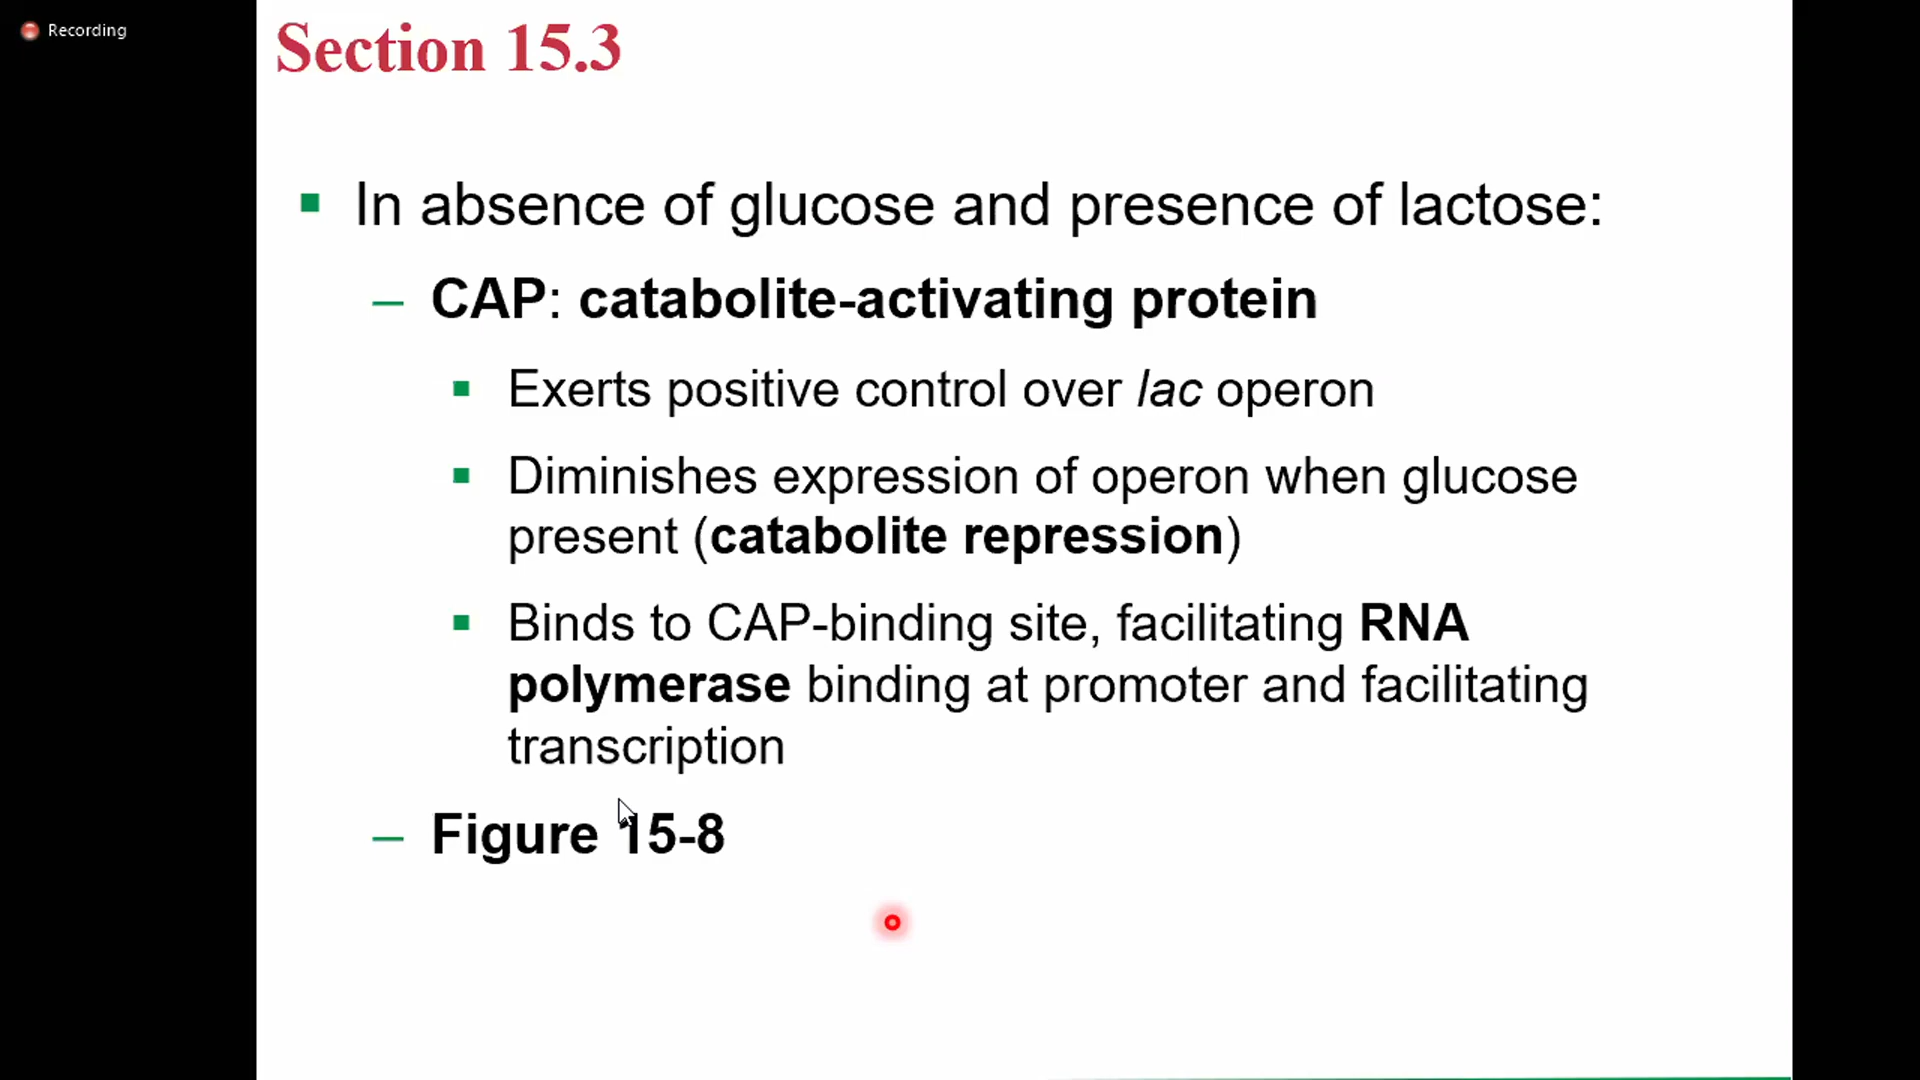 Recording
Section 15.3
In absence of glucose and presence of lactose:
– CAP: catabolite-activating protein
Exerts positive control over lac operon
Diminishes expression of operon when glucose
present (catabolite repression)
Binds to CAP-binding site, facilitating RNA
polymerase binding at promoter and facilitating
transcription
– Figure 15-8